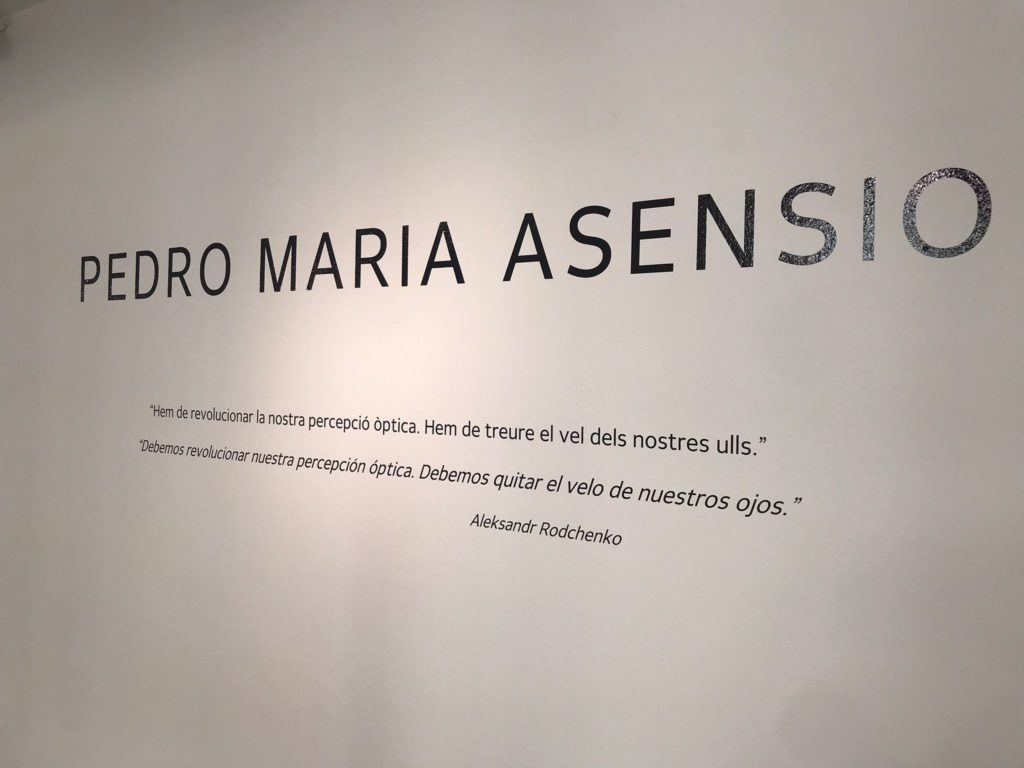 PEDRO MARIA ASENSIO
“Hem de revolucionar la nostra percepció òptica. Hem de treure el vel dels nostres ulls.”
“Debemos revolucionar nuestra percepción óptica. Debemos quitar el velo de nuestros ojos.”
Aleksandr Rodchenko